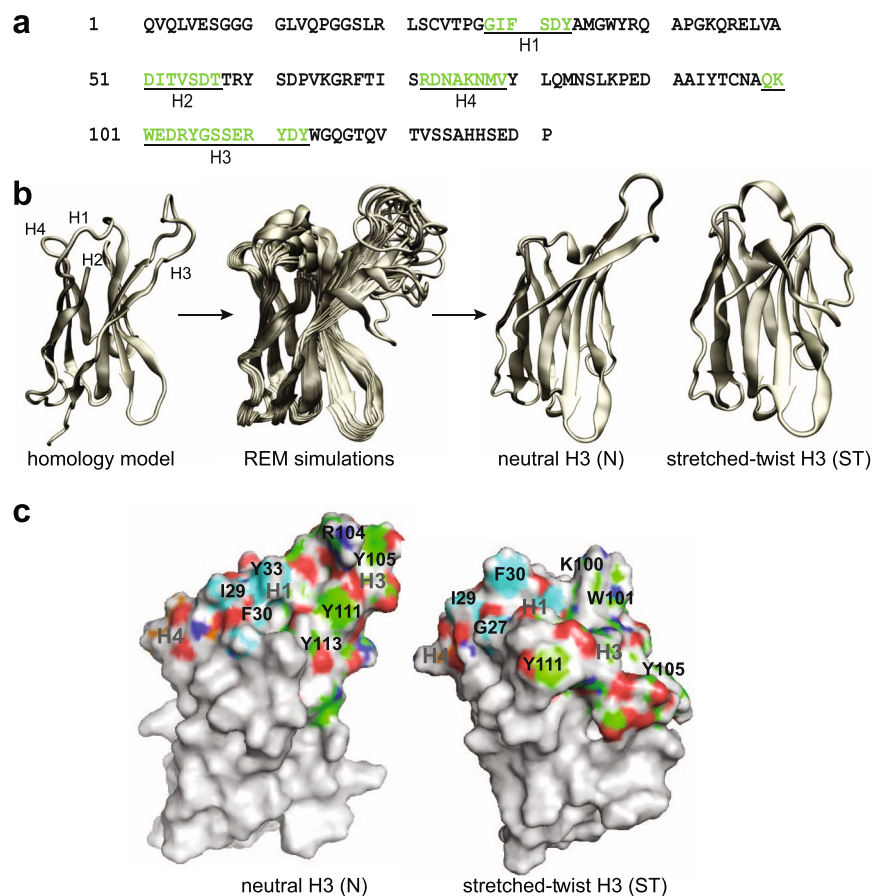 a
1 QVQLVESGGG GLVQPGGSLR LSCVTPGGIF SDYAMGWYRQ APGKQRELVA
H1
51 DITVSDTTRY SDPVKGRFTI SRDNAKNMVY LQMNSLKPED AAIYTCNAQK
H2 H4
101 WEDRYGSSER YDYWGQGTQV TVSSAHHSED P
H3
b
H4 H1 H2 H3
homology model REM simulations neutral H3 (N) stretched-twist H3 (ST)
c
R104
Y33 Y105
I29 H1 H3
F30 Y111
H4 Y113
K100
F30
I29 W101
H1
G27
H4 Y111 H3 Y105
neutral H3 (N) stretched-twist H3 (ST)